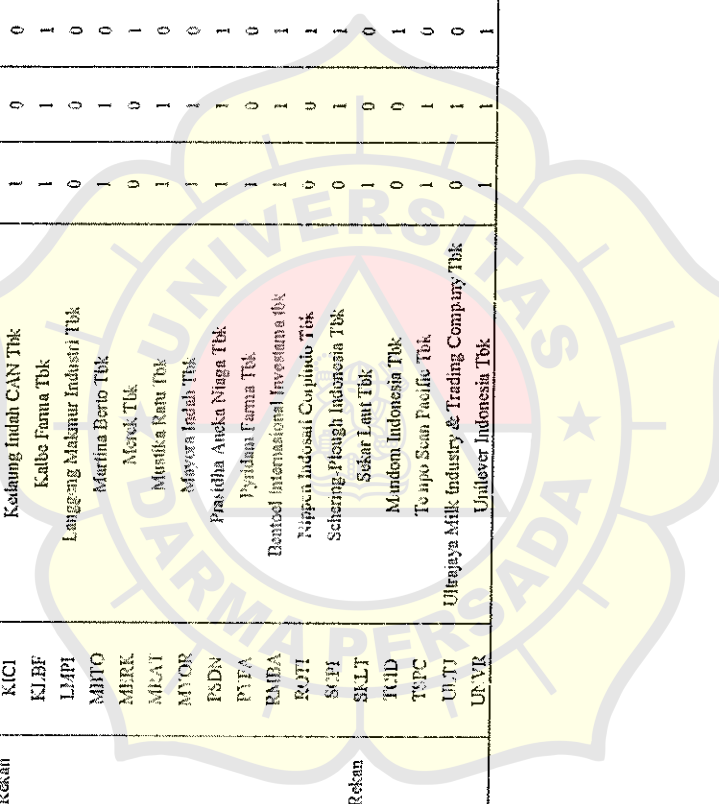 Rekan KICI Kedaung Indah CAN Tbk 1 0 0
KLBF Kalbe Farma Tbk 1 1 1
LMPI Langgeng Makmur Industri Tbk 0 0 0
MBTO Martina Berto Tbk 1 1 0
MERK Merck Tbk 0 0 1
MRAT Mustika Ratu Tbk 1 1 0
MYOR Mayora Indah Tbk 1 1 0
PSDN Prasidha Aneka Niaga Tbk 1 1 1
PYFA Pyridam Farma Tbk 1 0 0
RMBA Bentoel Internasional Investama Tbk 1 1 1
ROTI Nippon Indosari Corpindo Tbk 0 0 1
SCPI Schering-Plough Indonesia Tbk 0 1 1
Rekan SKLT Sekar Laut Tbk 1 0 0
TCID Mandom Indonesia Tbk 0 0 1
TSPC Tempo Scan Pacific Tbk 1 1 0
ULTJ Ultrajaya Milk Industry & Trading Company Tbk 0 1 0
UNVR Unilever Indonesia Tbk 1 1 1
UNIVERSITAS
DARMA PERSADA